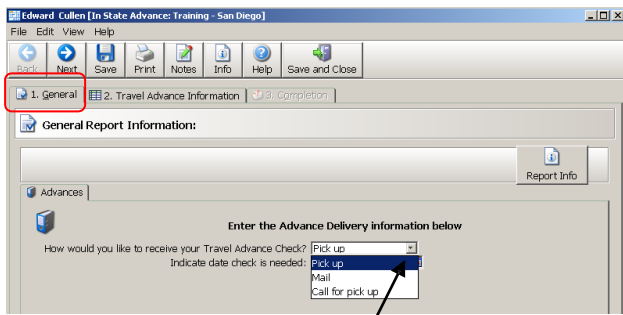 Edward Cullen [In State Advance: Training - San Diego]
File Edit View Help
Back Next Save Print Notes Info Help Save and Close
1. General 2. Travel Advance Information 3. Completion
General Report Information:
Report Info
Advances
Enter the Advance Delivery information below
How would you like to receive your Travel Advance Check? Pick up
Indicate date check is needed:
Pick up
Mail
Call for pick up